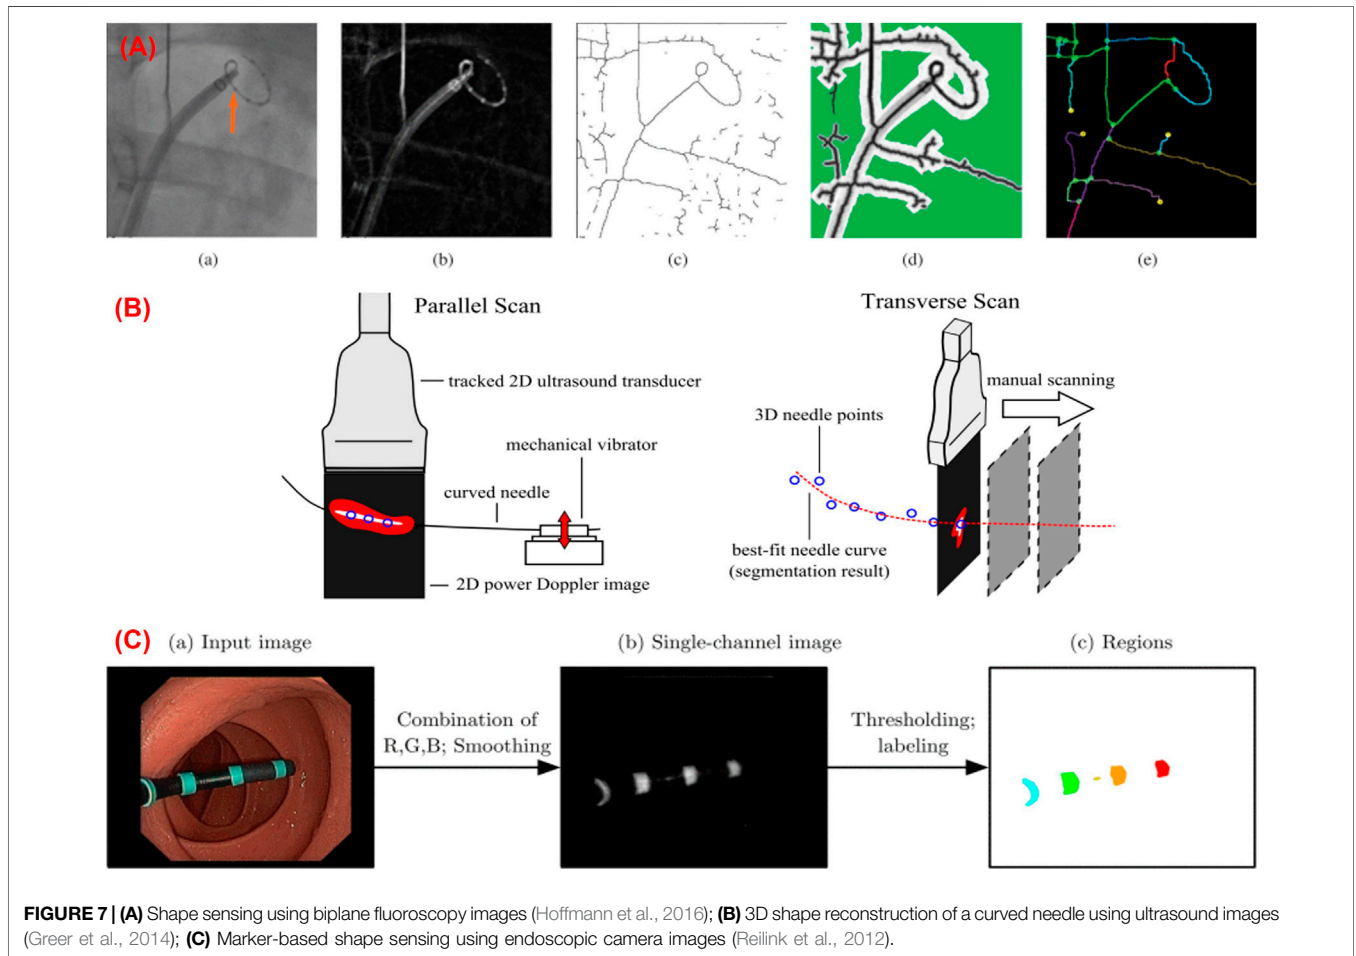 (A)
(a)
(b)
(c)
(d)
(e)
(B)
Parallel Scan
tracked 2D ultrasound transducer
mechanical vibrator
curved needle
2D power Doppler image
Transverse Scan
manual scanning
3D needle points
best-fit needle curve
(segmentation result)
(C)
(a) Input image
Combination of
R,G,B; Smoothing
(b) Single-channel image
Thresholding;
labeling
(c) Regions
FIGURE 7 | (A) Shape sensing using biplane fluoroscopy images (Hoffmann et al., 2016); (B) 3D shape reconstruction of a curved needle using ultrasound images
(Greer et al., 2014); (C) Marker-based shape sensing using endoscopic camera images (Reilink et al., 2012).